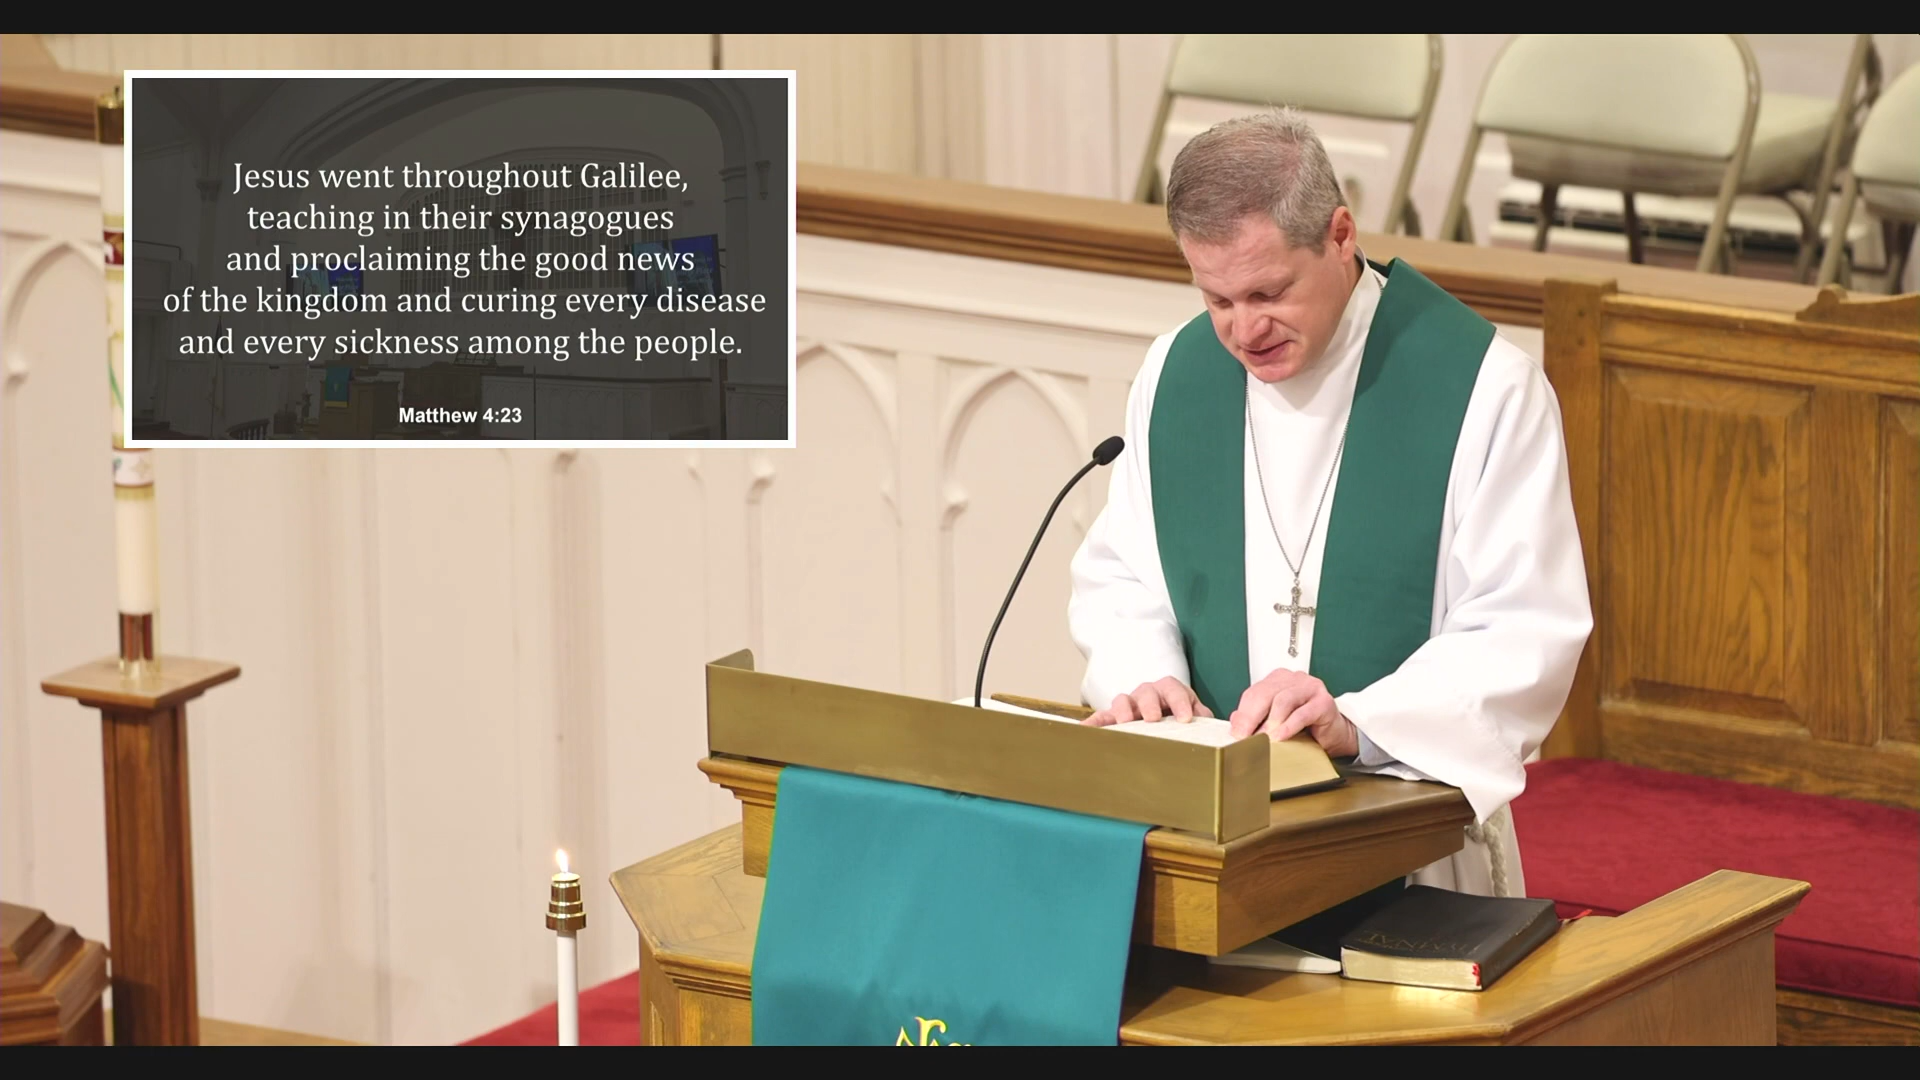 Jesus went throughout Galilee,
teaching in their synagogues
and proclaiming the good news
of the kingdom and curing every disease
and every sickness among the people.
Matthew 4:23
HYMNAL